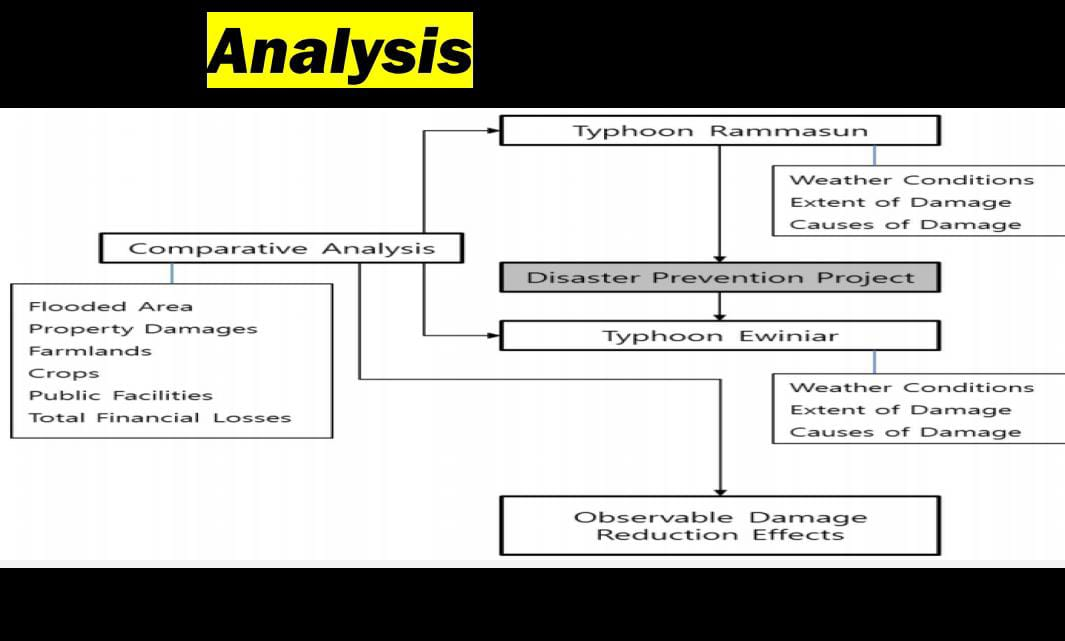 Analysis
Typhoon Rammasun
Weather Conditions
Extent of Damage
Causes of Damage
Comparative Analysis
Flooded Area
Property Damages
Farmlands
Crops
Public Facilities
Total Financial Losses
Disaster Prevention Project
Typhoon Ewiniar
Weather Conditions
Extent of Damage
Causes of Damage
Observable Damage
Reduction Effects